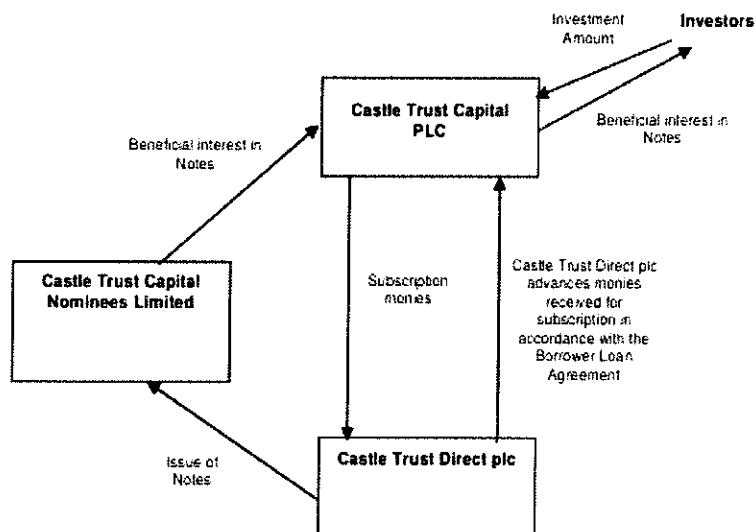 Investment
Amount
Investors
Castle Trust Capital
PLC
Beneficial interest in
Notes
Beneficial interest in
Notes
Castle Trust Capital
Nominees Limited
Subscription
monies
Castle Trust Direct plc
advances monies
received for
subscription in
accordance with the
Borrower Loan
Agreement
Issue of
Notes
Castle Trust Direct plc